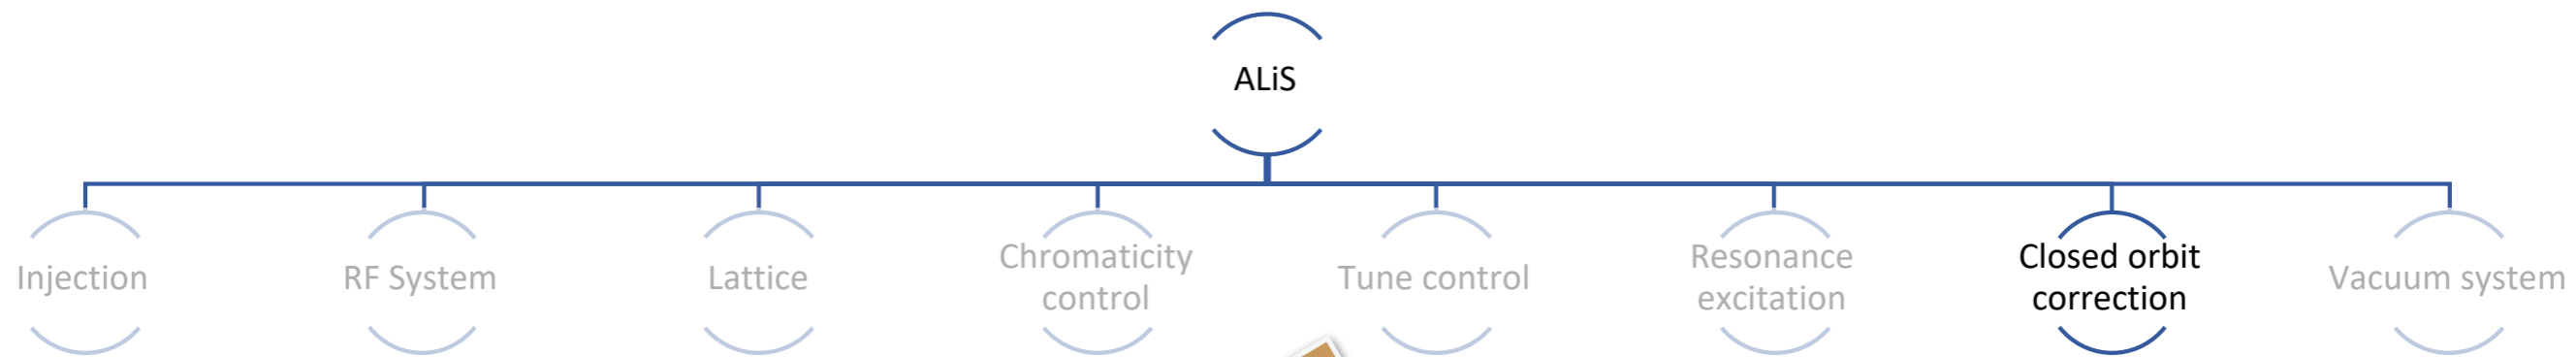 ALiS
Injection
RF System
Lattice
Chromaticity
control
Tune control
Resonance
excitation
Closed orbit
correction
Vacuum system